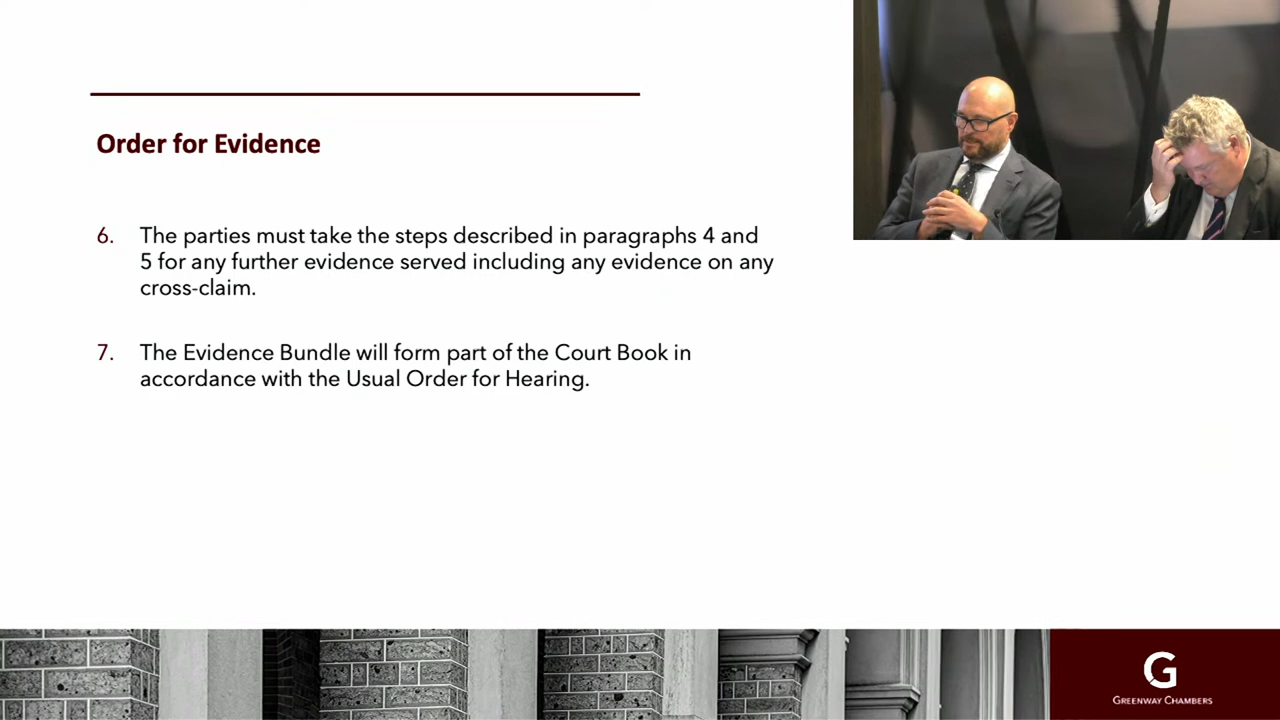 Order for Evidence
6. The parties must take the steps described in paragraphs 4 and
5 for any further evidence served including any evidence on any
cross-claim.
7. The Evidence Bundle will form part of the Court Book in
accordance with the Usual Order for Hearing.
G
GREENWAY CHAMBERS